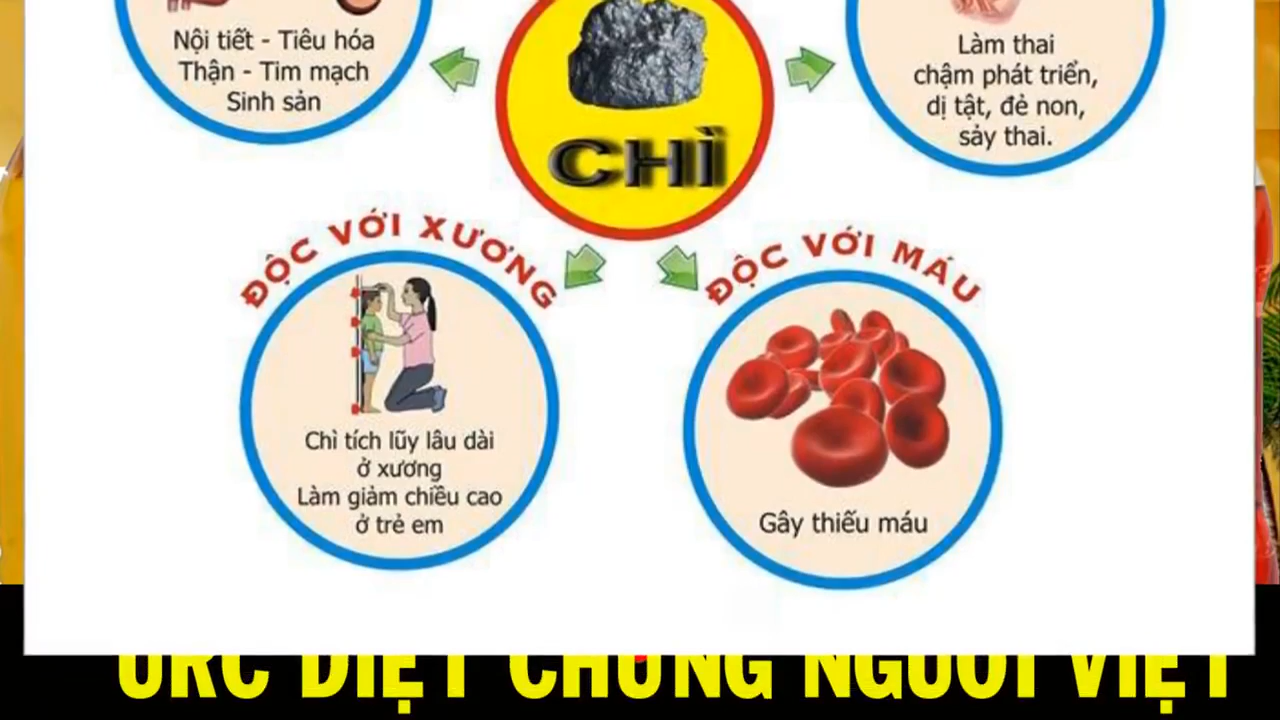 Nội tiết - Tiêu hóa
Thận - Tim mạch
Sinh sản
CHÌ
Làm thai
chậm phát triển,
dị tật, đẻ non,
sảy thai.
ĐỘC VỚI XƯƠNG
Chì tích lũy lâu dài
ở xương
Làm giảm chiều cao
ở trẻ em
ĐỘC VỚI MÁU
Gây thiếu máu
URC DIỆT CHỦNG NGƯỜI VIỆT